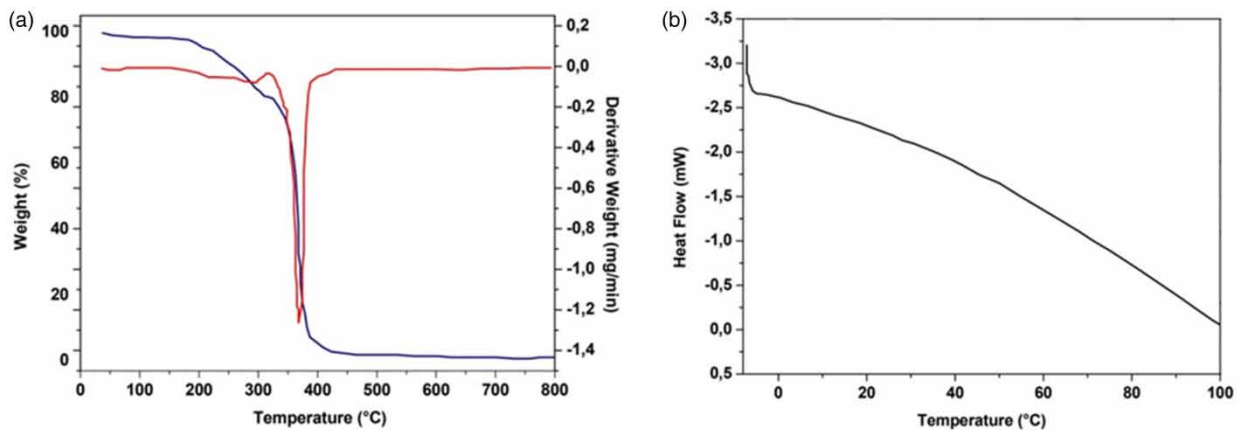 (a)
100
80
60
40
20
0
Weight (%)
0 100 200 300 400 500 600 700 800
Temperature (°C)
0,2
0,0
-0,2
-0,4
-0,6
-0,8
-1,0
-1,2
-1,4
Derivative Weight (mg/min)
(b)
-3,5
-3,0
-2,5
-2,0
-1,5
-1,0
-0,5
0,0
0,5
Heat Flow (mW)
0 20 40 60 80 100
Temperature (°C)